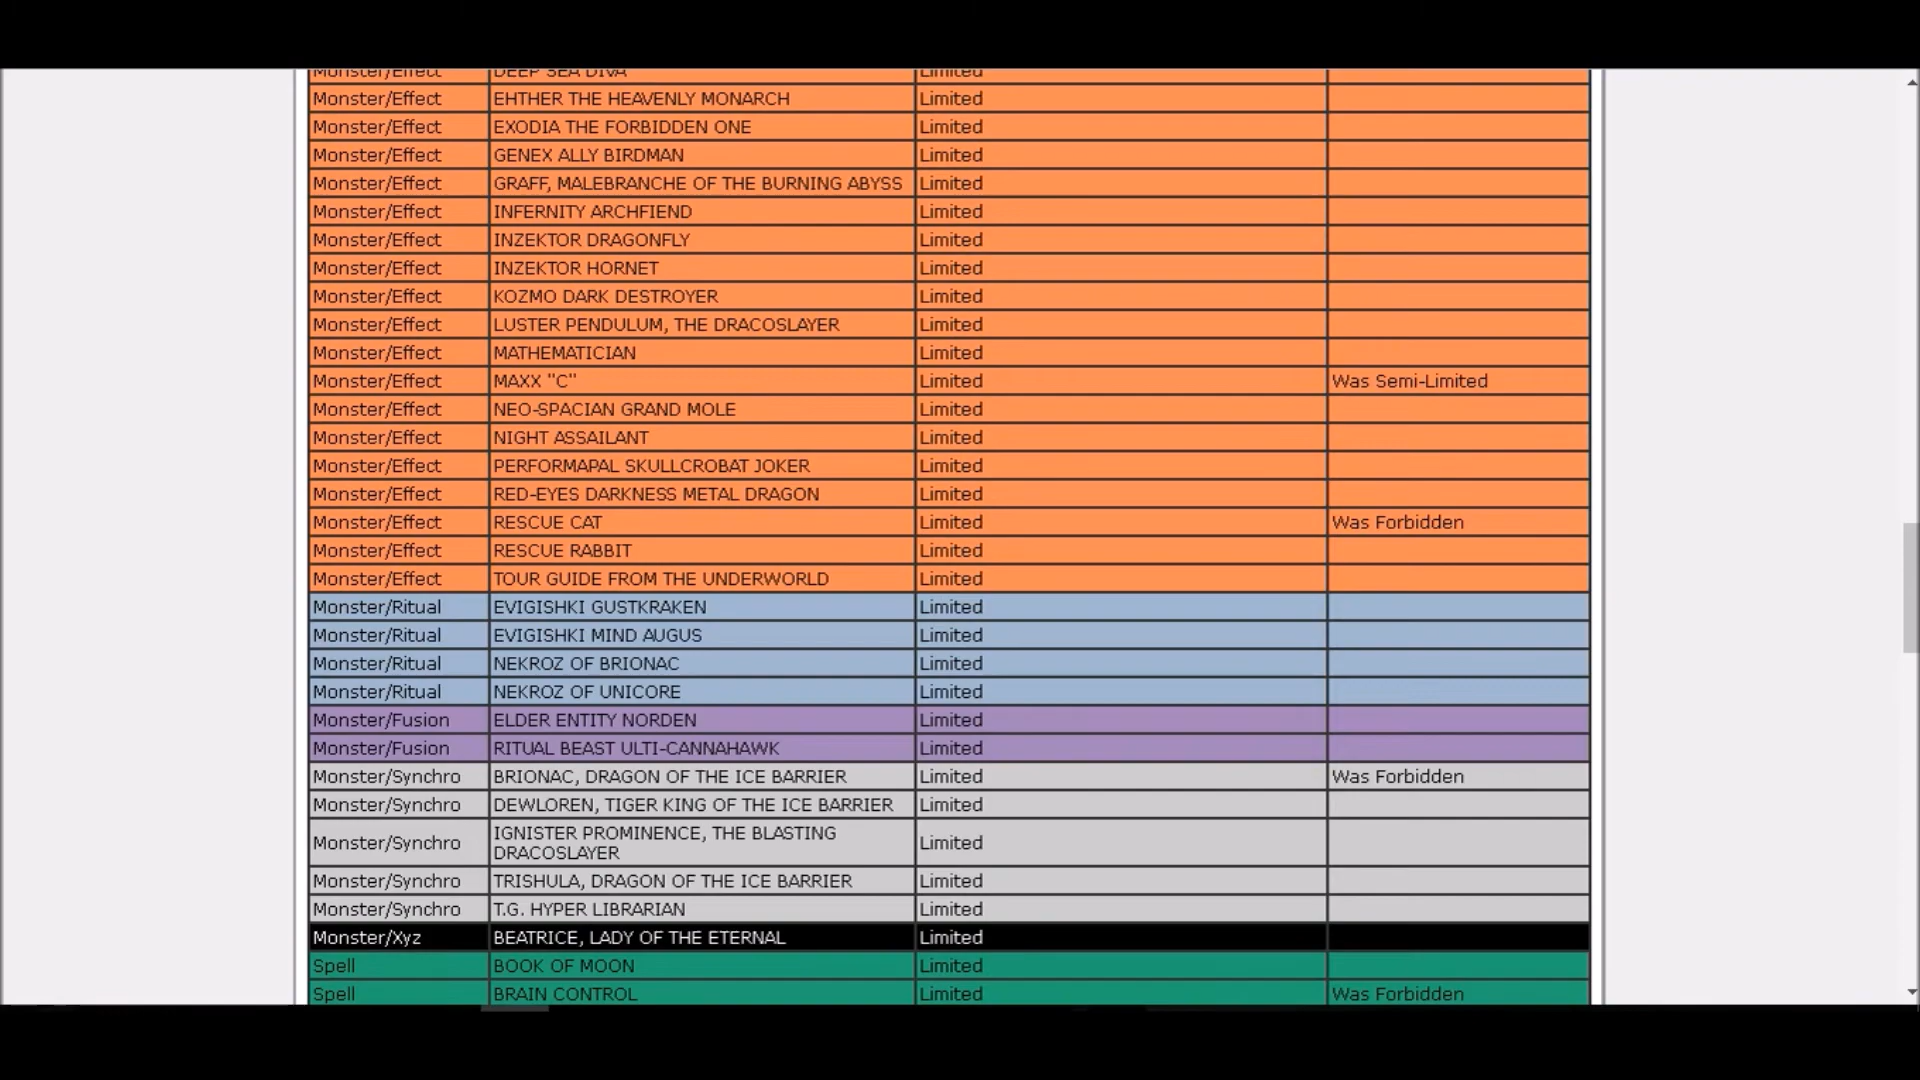 Monster/Effect DEEP SEA DIVA Limited
Monster/Effect EHTHER THE HEAVENLY MONARCH Limited
Monster/Effect EXODIA THE FORBIDDEN ONE Limited
Monster/Effect GENEX ALLY BIRDMAN Limited
Monster/Effect GRAFF, MALEBRANCHE OF THE BURNING ABYSS Limited
Monster/Effect INFERNITY ARCHFIEND Limited
Monster/Effect INZEKTOR DRAGONFLY Limited
Monster/Effect INZEKTOR HORNET Limited
Monster/Effect KOZMO DARK DESTROYER Limited
Monster/Effect LUSTER PENDULUM, THE DRACOSLAYER Limited
Monster/Effect MATHEMATICIAN Limited
Monster/Effect MAXX "C" Limited Was Semi-Limited
Monster/Effect NEO-SPACIAN GRAND MOLE Limited
Monster/Effect NIGHT ASSAILANT Limited
Monster/Effect PERFORMAPAL SKULLCROBAT JOKER Limited
Monster/Effect RED-EYES DARKNESS METAL DRAGON Limited
Monster/Effect RESCUE CAT Limited Was Forbidden
Monster/Effect RESCUE RABBIT Limited
Monster/Effect TOUR GUIDE FROM THE UNDERWORLD Limited
Monster/Ritual EVIGISHKI GUSTKRAKEN Limited
Monster/Ritual EVIGISHKI MIND AUGUS Limited
Monster/Ritual NEKROZ OF BRIONAC Limited
Monster/Ritual NEKROZ OF UNICORE Limited
Monster/Fusion ELDER ENTITY NORDEN Limited
Monster/Fusion RITUAL BEAST ULTI-CANNAHAWK Limited
Monster/Synchro BRIONAC, DRAGON OF THE ICE BARRIER Limited Was Forbidden
Monster/Synchro DEWLOREN, TIGER KING OF THE ICE BARRIER Limited
Monster/Synchro IGNISTER PROMINENCE, THE BLASTING
DRACOSLAYER Limited
Monster/Synchro TRISHULA, DRAGON OF THE ICE BARRIER Limited
Monster/Synchro T.G. HYPER LIBRARIAN Limited
Monster/Xyz BEATRICE, LADY OF THE ETERNAL Limited
Spell BOOK OF MOON Limited
Spell BRAIN CONTROL Limited Was Forbidden